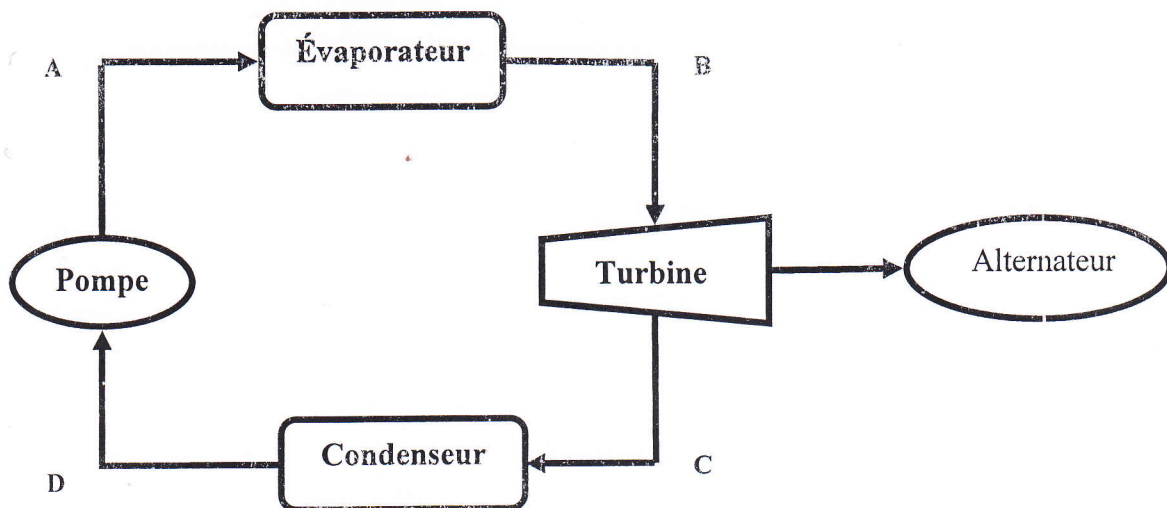 Évaporateur
A
B
Pompe
Turbine
Alternateur
Condenseur
D
C